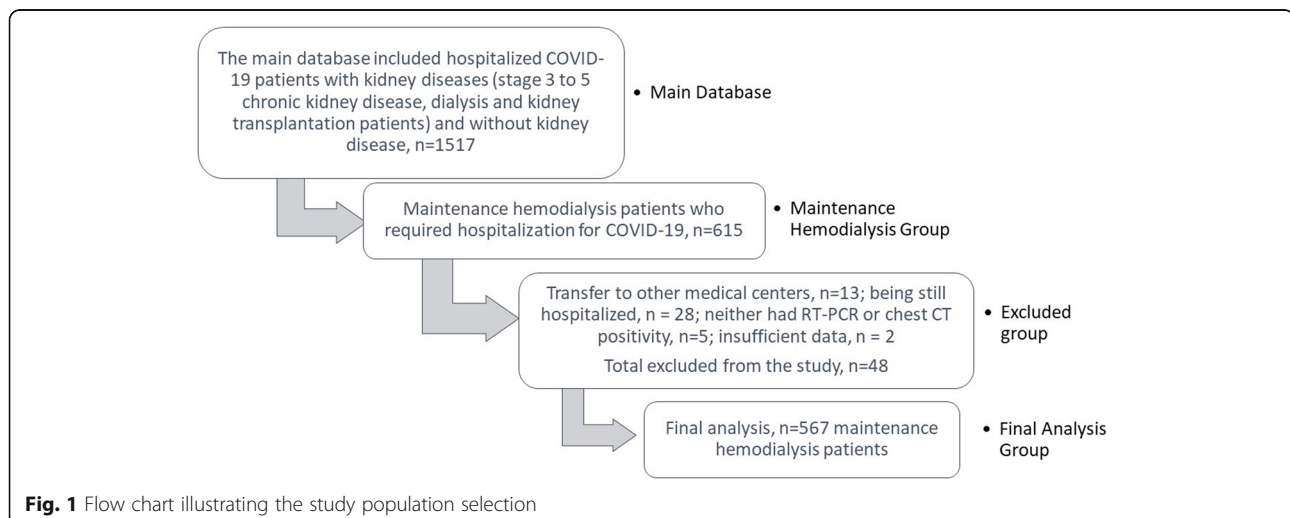 The main database included hospitalized COVID-
19 patients with kidney diseases (stage 3 to 5
chronic kidney disease, dialysis and kidney
transplantation patients) and without kidney
disease, n=1517
• Main Database
Maintenance hemodialysis patients who
required hospitalization for COVID-19, n=615
• Maintenance
Hemodialysis Group
Transfer to other medical centers, n=13; being still
hospitalized, n = 28; neither had RT-PCR or chest CT
positivity, n=5; insufficient data, n = 2
Total excluded from the study, n=48
• Excluded
group
Final analysis, n=567 maintenance
hemodialysis patients
• Final Analysis
Group
Fig. 1 Flow chart illustrating the study population selection